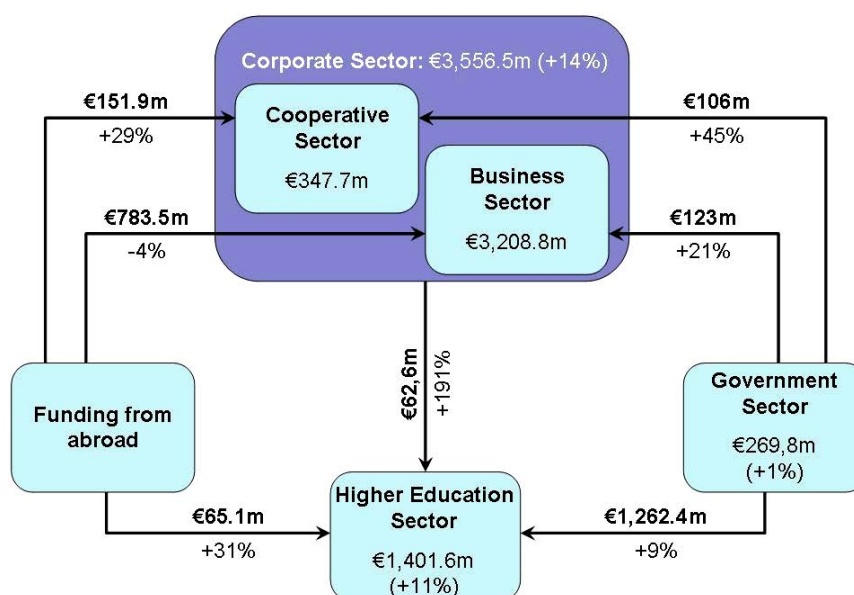 Corporate Sector: €3,556.5m (+14%)
€151.9m
+29%
Cooperative
Sector
€347.7m
€106m
+45%
Business
Sector
€3,208.8m
€783.5m
-4%
€123m
+21%
€62,6m
+191%
Funding from
abroad
Government
Sector
€269,8m
(+1%)
Higher Education
Sector
€1,401.6m
(+11%)
€65.1m
+31%
€1,262.4m
+9%